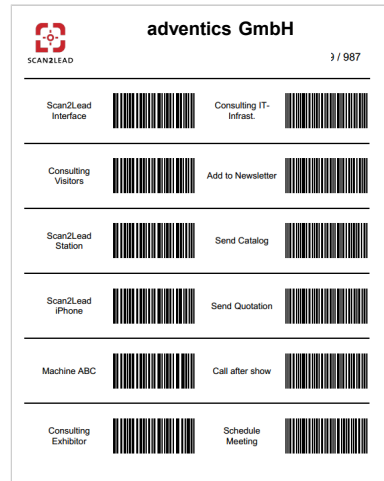 adventics GmbH
SCAN2LEAD
9 / 987
Scan2Lead
Interface
Consulting IT-
Infrast.
Consulting
Visitors
Add to Newsletter
Scan2Lead
Station
Send Catalog
Scan2Lead
iPhone
Send Quotation
Machine ABC
Call after show
Consulting
Exhibitor
Schedule
Meeting